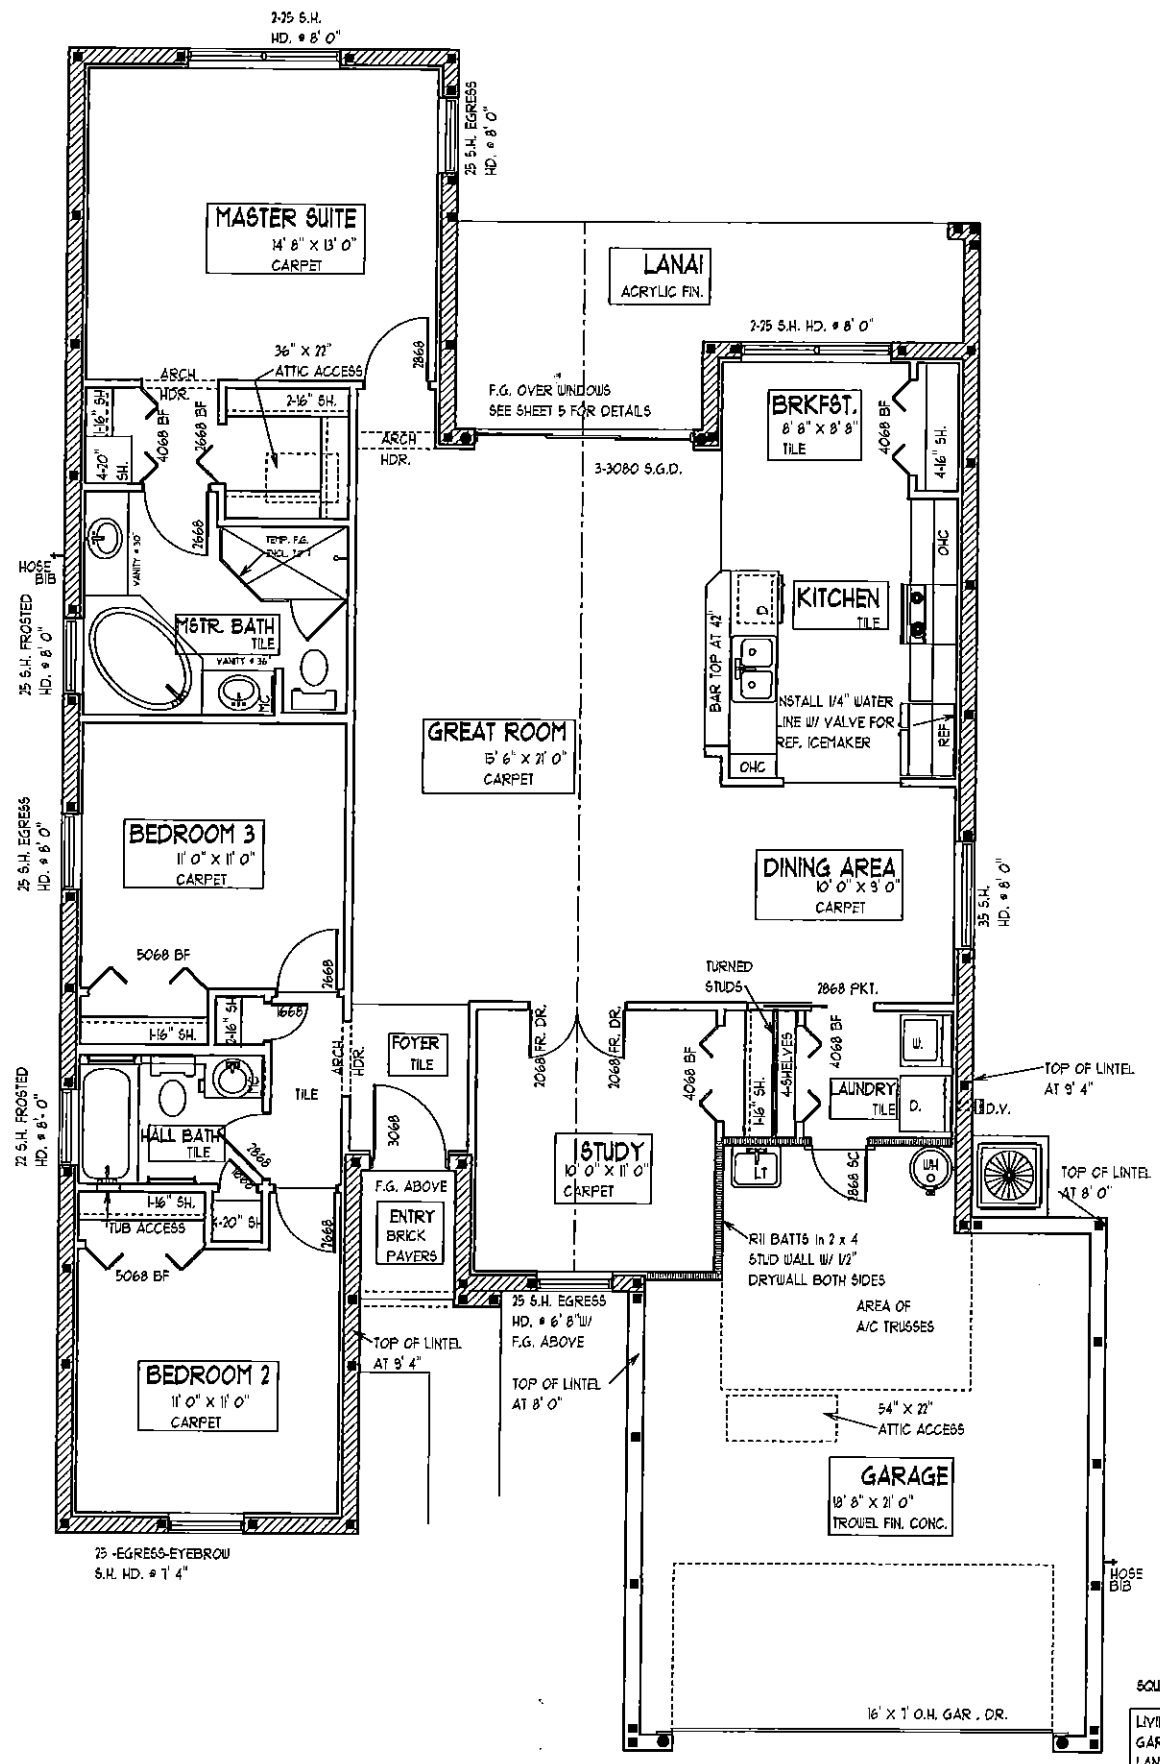 2-25 S.H.
HD. @ 8' 0"
25 S.H. EGRESS
HD. @ 8' 0"
MASTER SUITE
14' 8" X 13' 0"
CARPET
LANAI
ACRYLIC FIN.
2-25 S.H. HD. @ 8' 0"
36" X 22"
ATTIC ACCESS
2868
ARCH
HDR.
2-16" SH.
1-16" SH
4-20"
SH.
4068 BF
2668 BF
ARCH
HDR.
F.G. OVER WINDOWS
SEE SHEET 5 FOR DETAILS
3-3080 S.G.D.
BRKFST.
8' 8" X 8' 8"
TILE
4068 BF
4-16" SH.
2668
VANITY @ 30"
TEMP. F.G.
HOSE
BIB
25 S.H. FROSTED
HD. @ 8' 0"
MSTR. BATH
TILE
VANITY @ 36"
MC
OHC
KITCHEN
TILE
D
BAR TOP AT 42"
INSTALL 1/4" WATER
LINE W/ VALVE FOR
REF. ICEMAKER
REF.
OHC
GREAT ROOM
15' 6" X 21' 0"
CARPET
25 S.H. EGRESS
HD. @ 8' 0"
BEDROOM 3
11' 0" X 11' 0"
CARPET
DINING AREA
10' 0" X 9' 0"
CARPET
35 S.H.
HD. @ 8' 0"
5068 BF
2668
TURNED
STUDS
2868 PKT.
1-16" SH.
2-16" SH
1668
ARCH
HDR.
FOYER
TILE
2068 FR. DR.
2068 FR. DR.
4068 BF
1-16" SH.
4-SHELVES
4068 BF
W.
LAUNDRY
TILE
D.
D.V.
TOP OF LINTEL
AT 9' 4"
22 S.H. FROSTED
HD. @ 8'-0"
MC
TILE
HALL BATH
TILE
2868
1668
3068
STUDY
10' 0" X 11' 0"
CARPET
LT
2868 SC
WH
TOP OF LINTEL
AT 8' 0"
1-16" SH.
TUB ACCESS
4-20" SH
2668
5068 BF
F.G. ABOVE
ENTRY
BRICK
PAVERS
R11 BATTS in 2 x 4
STUD WALL W/ 1/2"
DRYWALL BOTH SIDES
25 S.H. EGRESS
HD. @ 6' 8" W/
F.G. ABOVE
AREA OF
A/C TRUSSES
TOP OF LINTEL
AT 9' 4"
TOP OF LINTEL
AT 8' 0"
BEDROOM 2
11' 0" X 11' 0"
CARPET
54" X 22"
ATTIC ACCESS
GARAGE
18' 8" X 21' 0"
TROWEL FIN. CONC.
25 -EGRESS-EYEBROW
S.H. HD. @ 7' 4"
HOSE
BIB
16' X 7' O.H. GAR. DR.